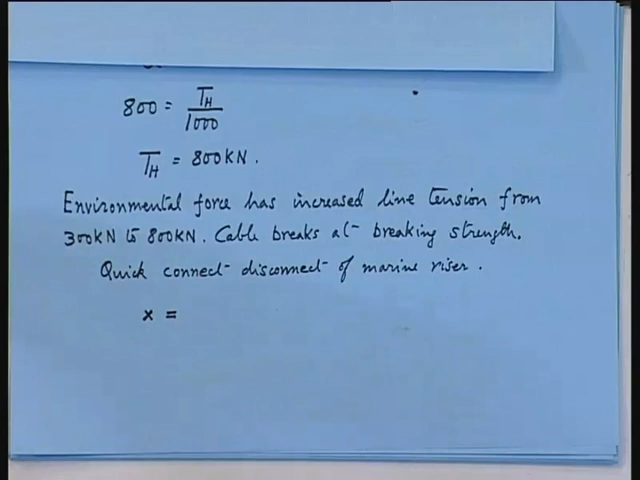 800 = T_H / 1000
T_H = 800KN.
Environmental force has increased line tension from
300KN to 800KN. Cable breaks at breaking strength.
Quick connect disconnect of marine riser.
x =